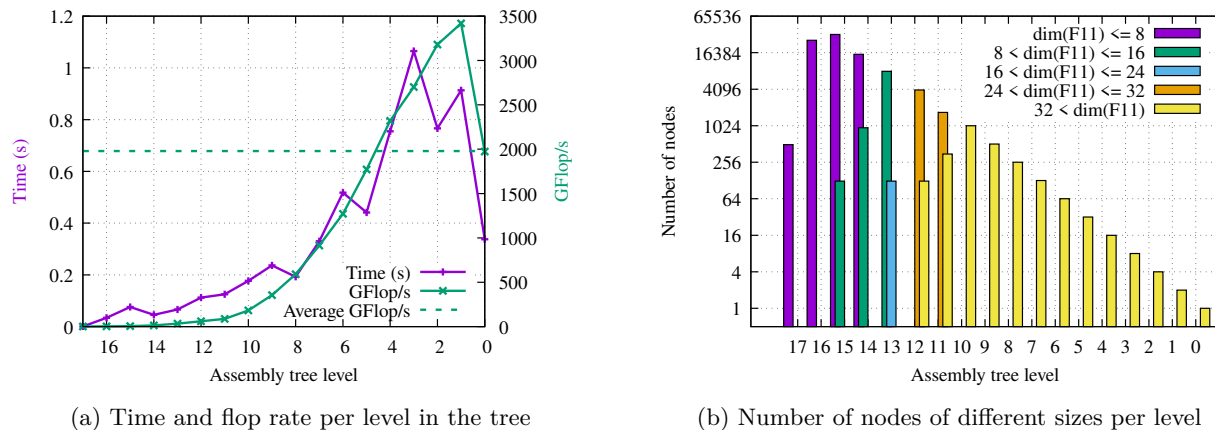 1.2
1
0.8
0.6
0.4
0.2
0
Time (s)
3500
3000
2500
2000
1500
1000
500
0
GFlop/s
Time (s)
GFlop/s
Average GFlop/s
16 14 12 10 8 6 4 2 0
Assembly tree level
(a) Time and flop rate per level in the tree
65536
16384
4096
1024
256
64
16
4
1
Number of nodes
dim(F11) <= 8
8 < dim(F11) <= 16
16 < dim(F11) <= 24
24 < dim(F11) <= 32
32 < dim(F11)
17 16 15 14 13 12 11 10 9 8 7 6 5 4 3 2 1 0
Assembly tree level
(b) Number of nodes of different sizes per level